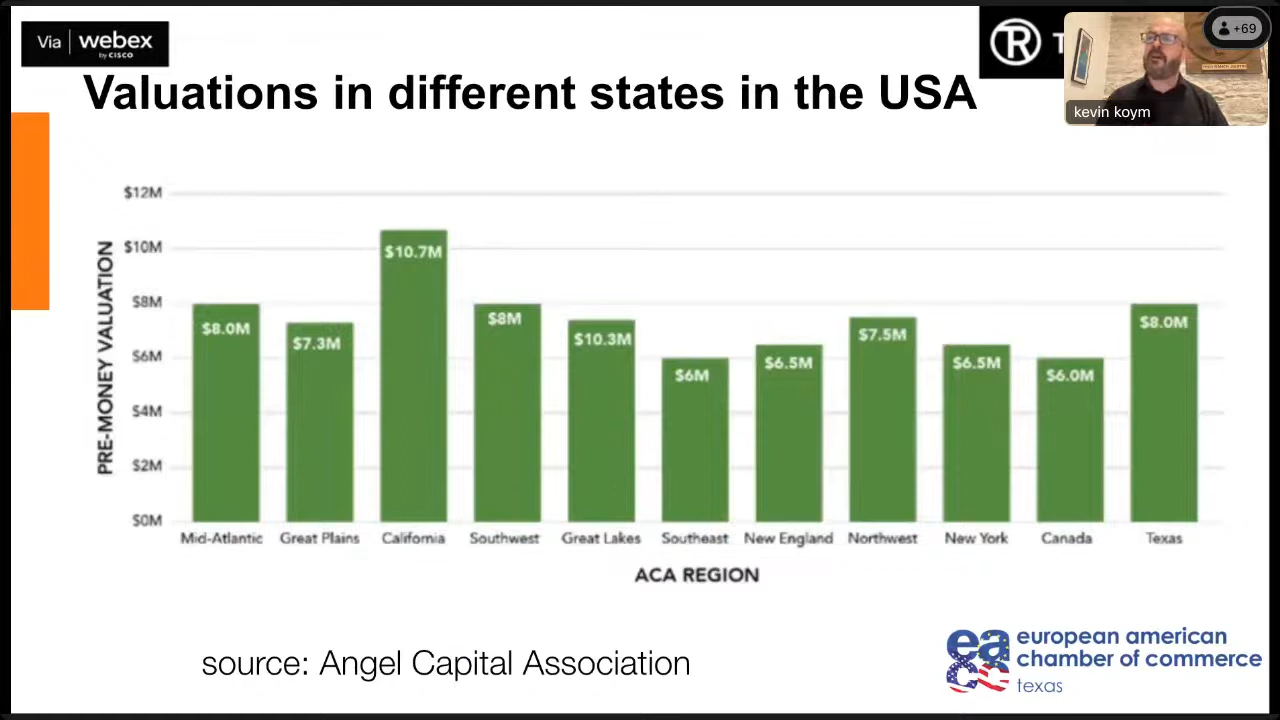 Via | webex
by CISCO
+69
kevin koym
Valuations in different states in the USA
$12M
$10M
$8M
$6M
$4M
$2M
$0M
PRE-MONEY VALUATION
$8.0M
$7.3M
$10.7M
$8M
$10.3M
$6M
$6.5M
$7.5M
$6.5M
$6.0M
$8.0M
Mid-Atlantic
Great Plains
California
Southwest
Great Lakes
Southeast
New England
Northwest
New York
Canada
Texas
ACA REGION
source: Angel Capital Association
ea
cc
european american
chamber of commerce
texas